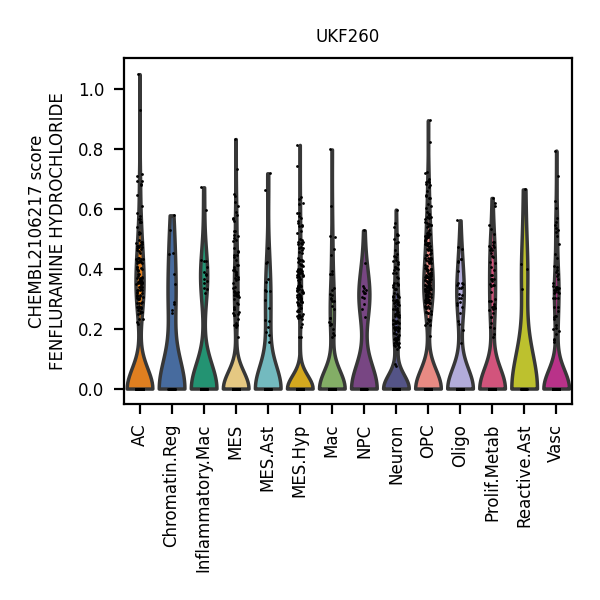 UKF260
CHEMBL2106217 score
FENFLURAMINE HYDROCHLORIDE
1.0
0.8
0.6
0.4
0.2
0.0
AC
Chromatin.Reg
Inflammatory.Mac
MES
MES.Ast
MES.Hyp
Mac
NPC
Neuron
OPC
Oligo
Prolif.Metab
Reactive.Ast
Vasc